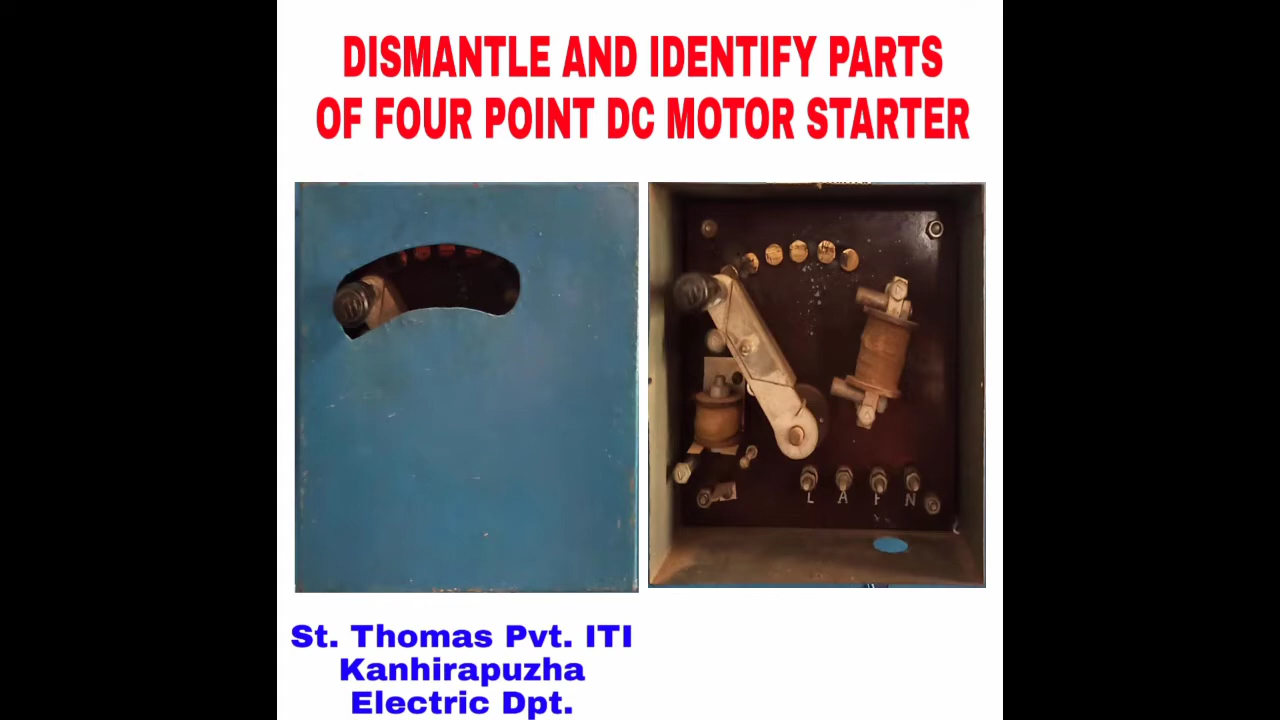 DISMANTLE AND IDENTIFY PARTS
OF FOUR POINT DC MOTOR STARTER
L A F N
St. Thomas Pvt. ITI
Kanhirapuzha
Electric Dpt.